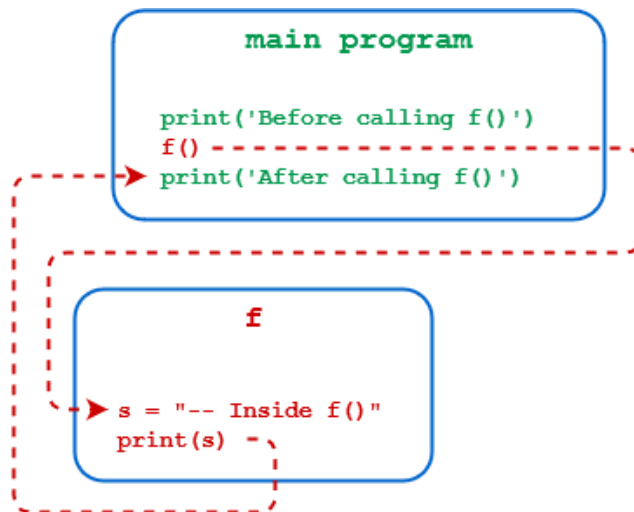 main program
print('Before calling f()')
f()
print('After calling f()')
f
s = "-- Inside f()"
print(s)